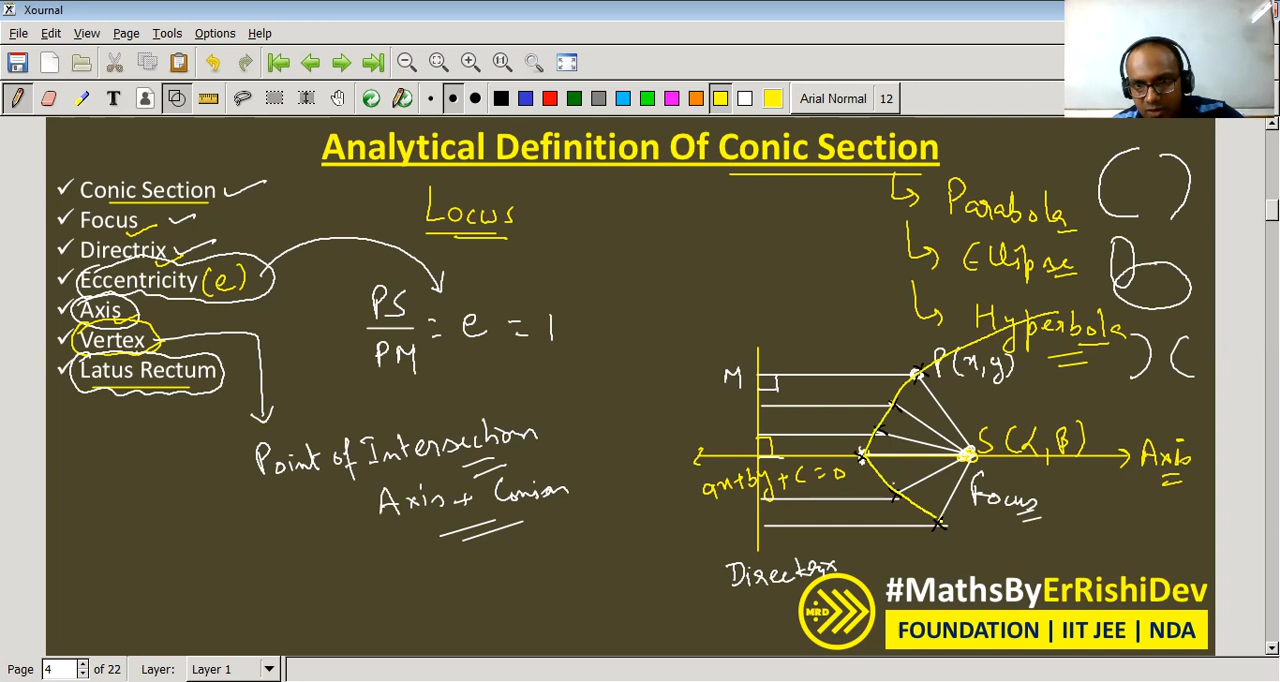 Xournal
File Edit View Page Tools Options Help
Arial Normal 12
Analytical Definition Of Conic Section
✓ Conic Section
✓ Focus
✓ Directrix
✓ Eccentricity (e)
✓ Axis
✓ Vertex
✓ Latus Rectum
Locus
PS
PM
= e = 1
Point of Intersection
Axis +
Parabola
Ellipse
Hyperbola
M
P(x,y)
S(α,β)
Axis
ax+by+c=0
Focus
Directrix
MRD
#MathsByErRishiDev
FOUNDATION | IIT JEE | NDA
Page 4 of 22 Layer: Layer 1